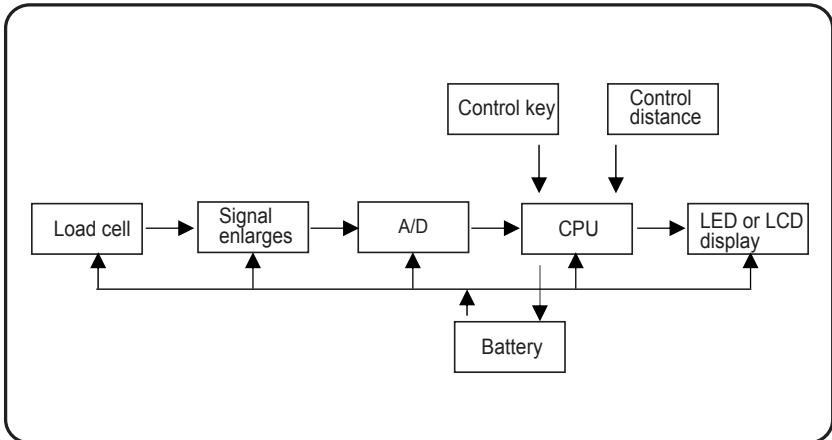 Control key
Control
distance
Load cell
Signal
enlarges
A/D
CPU
LED or LCD
display
Battery